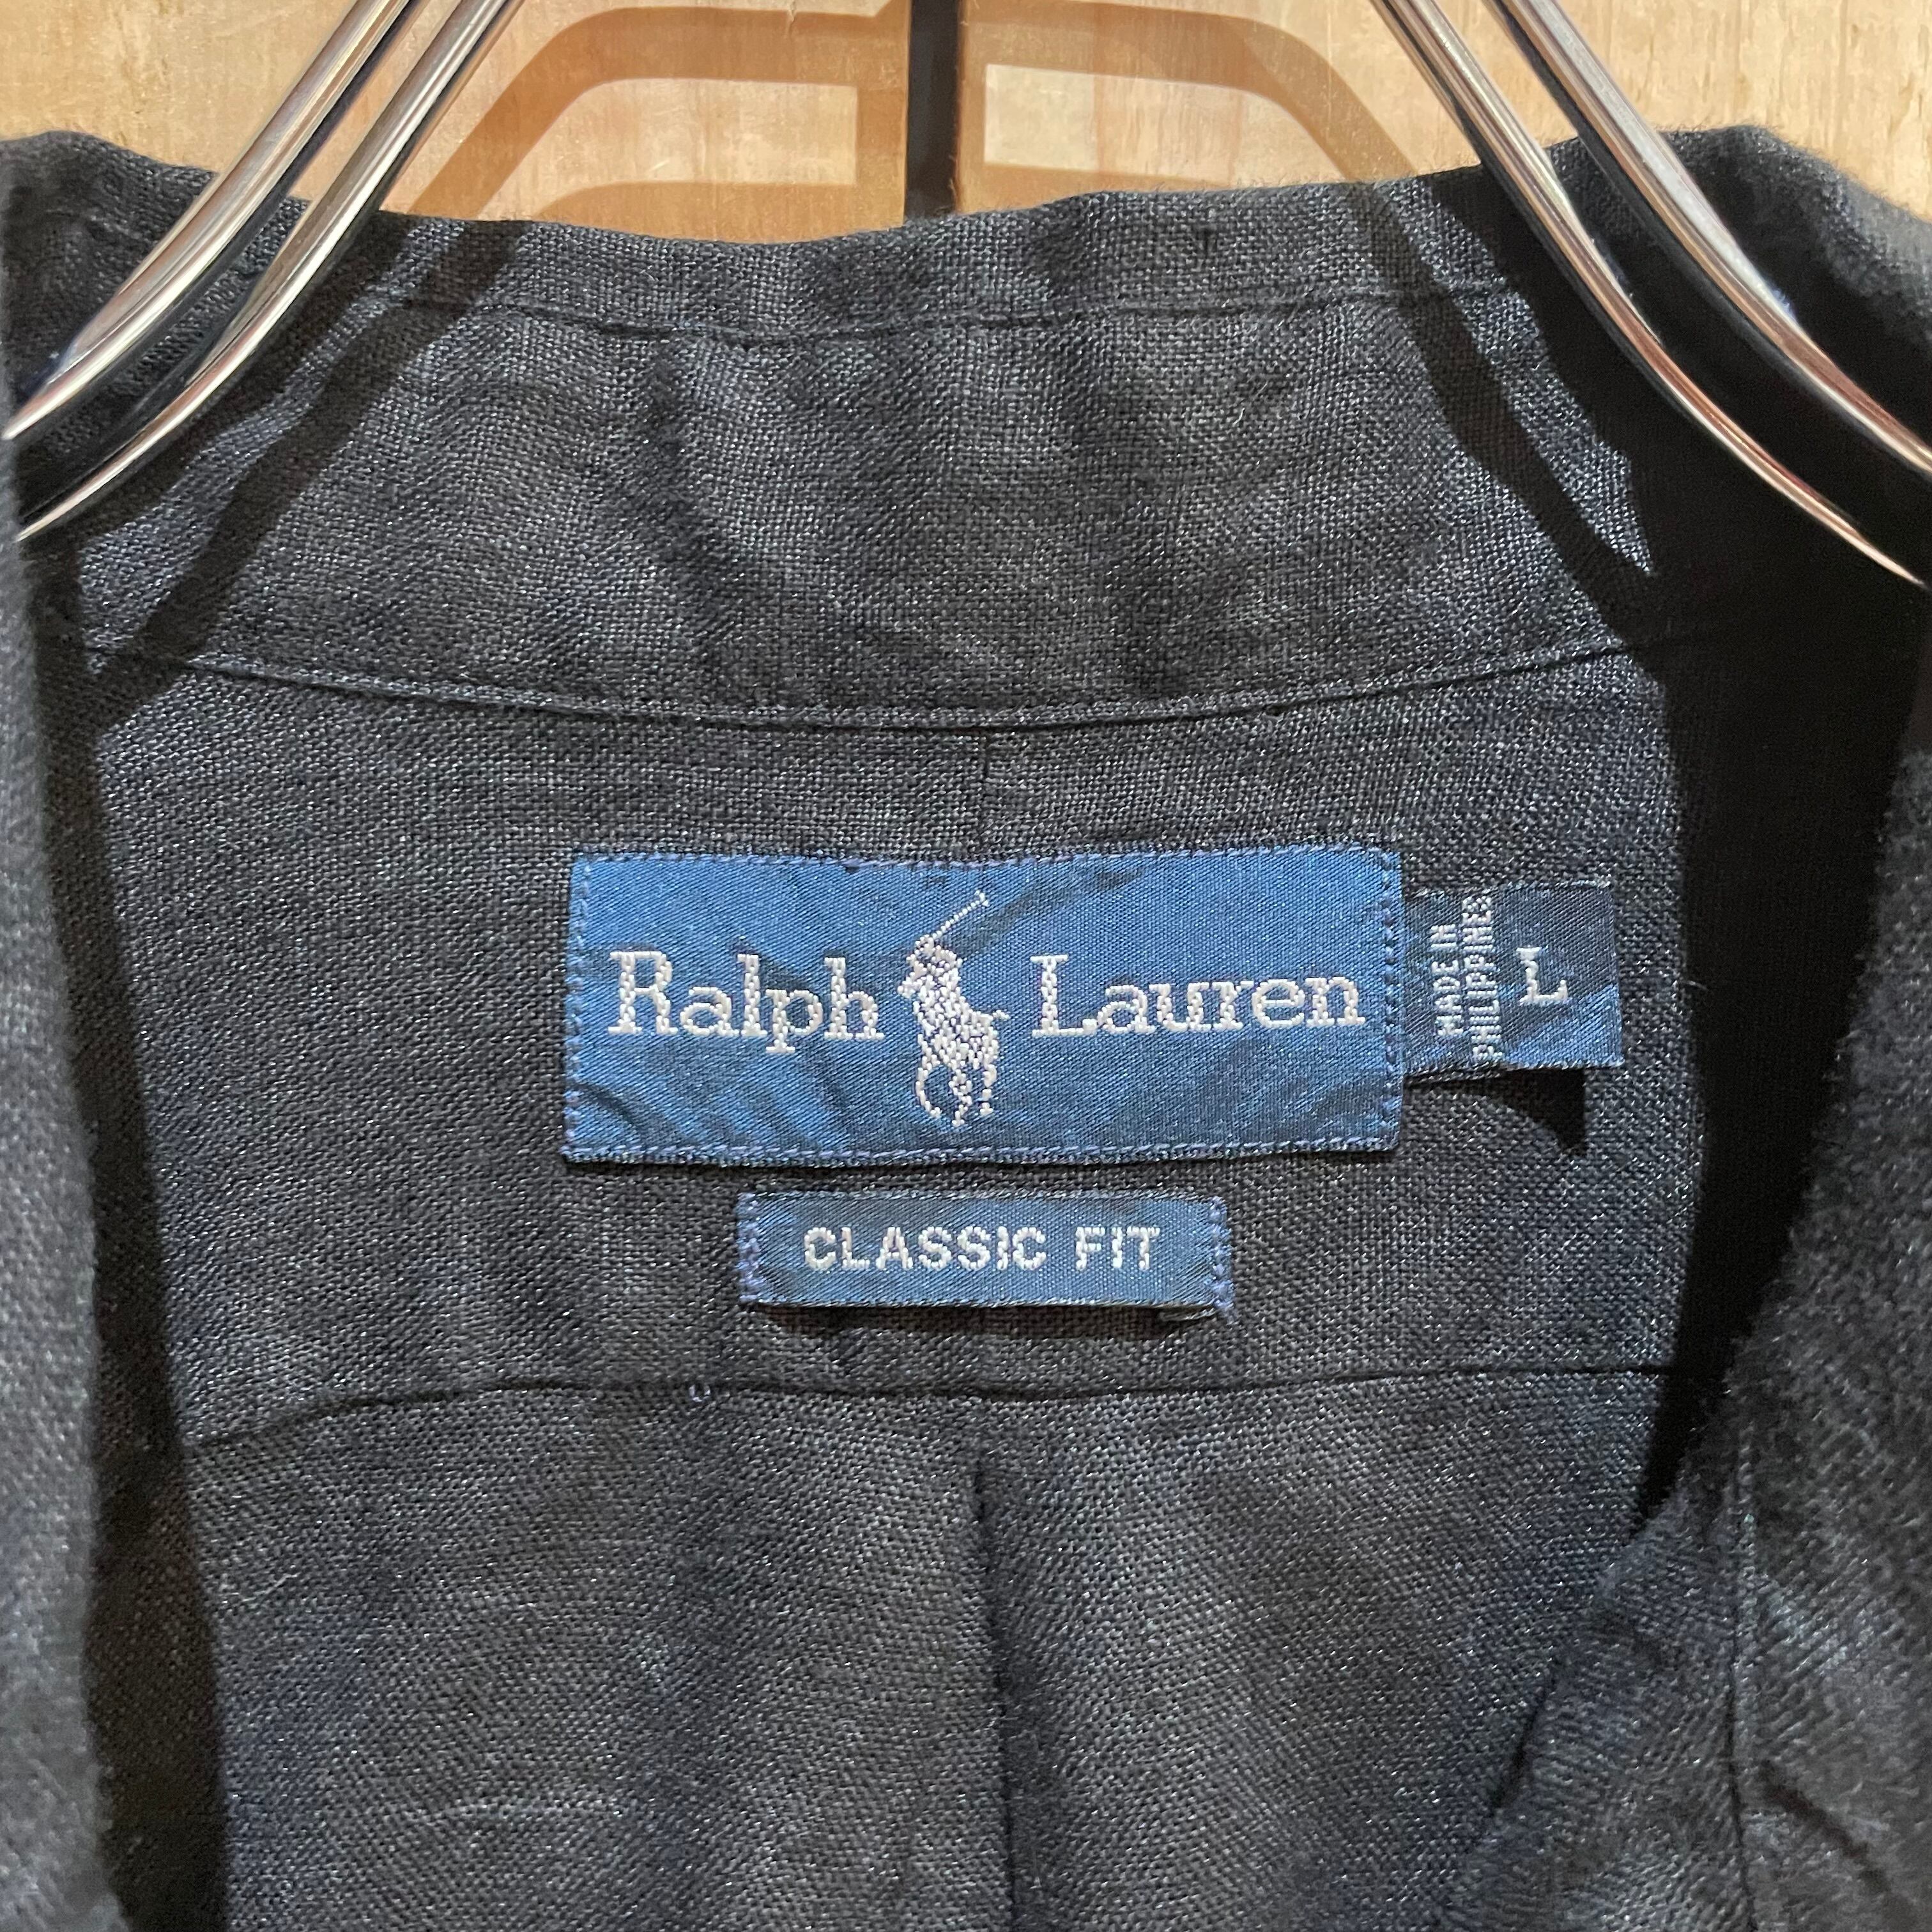 Ralph Lauren
MADE IN
PHILIPPINES
L
CLASSIC FIT